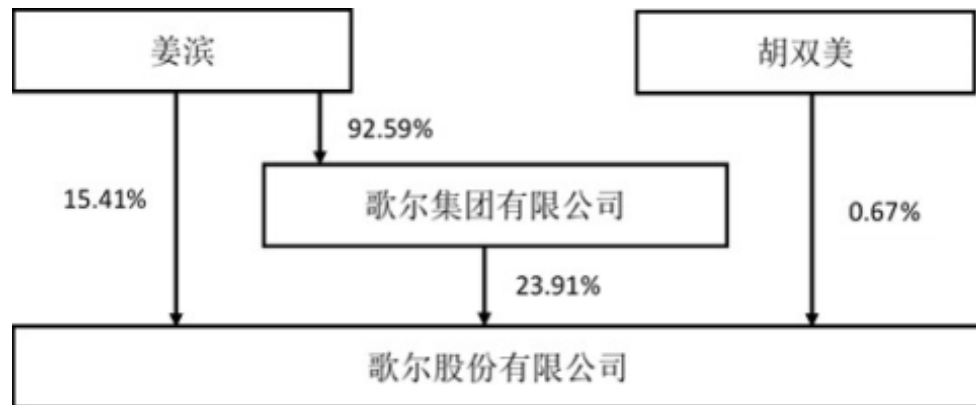 姜滨
胡双美
92.59%
15.41%
歌尔集团有限公司
0.67%
23.91%
歌尔股份有限公司